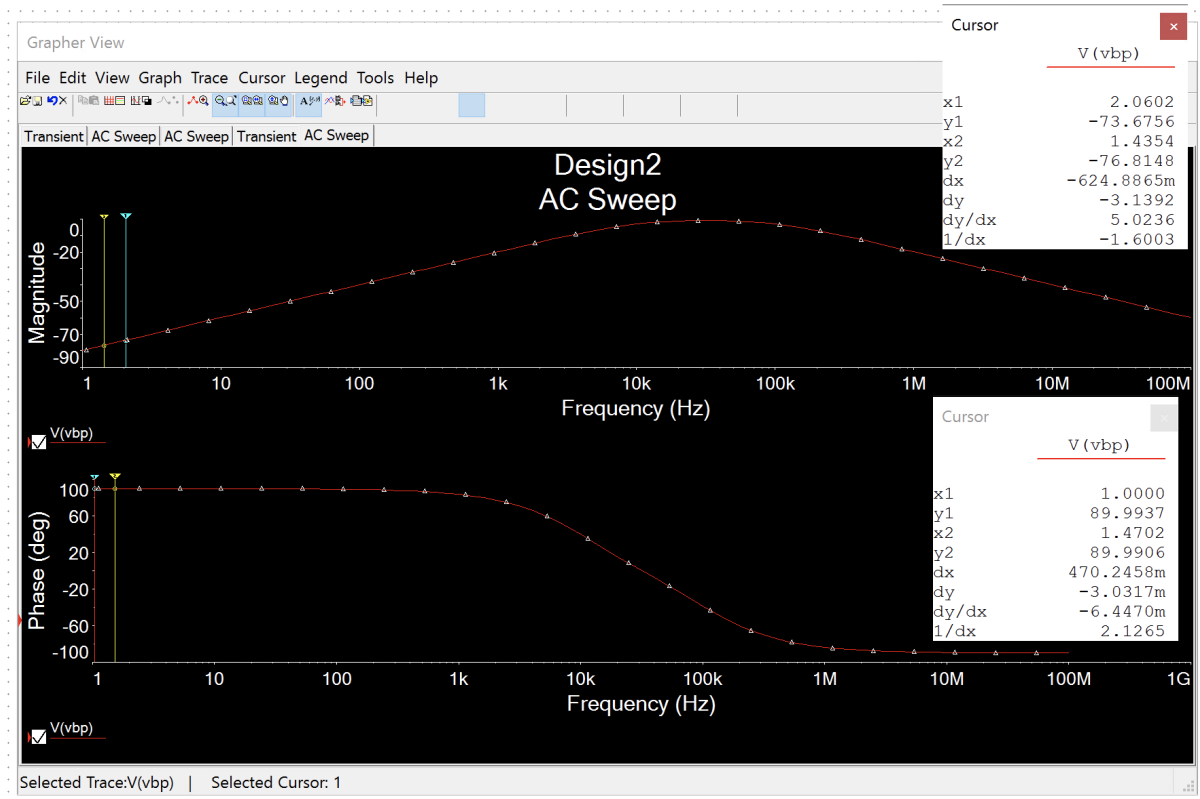 Grapher View
File Edit View Graph Trace Cursor Legend Tools Help
Transient AC Sweep AC Sweep Transient AC Sweep
Design2
AC Sweep
Magnitude
0
-20
-50
-70
-90
1 10 100 1k 10k 100k 1M 10M 100M
Frequency (Hz)
V(vbp)
Phase (deg)
100
60
20
-20
-60
-100
1 10 100 1k 10k 100k 1M 10M 100M 1G
Frequency (Hz)
V(vbp)
Selected Trace:V(vbp) | Selected Cursor: 1
Cursor
V(vbp)
x1 2.0602
y1 -73.6756
x2 1.4354
y2 -76.8148
dx -624.8865m
dy -3.1392
dy/dx 5.0236
1/dx -1.6003
Cursor
V(vbp)
x1 1.0000
y1 89.9937
x2 1.4702
y2 89.9906
dx 470.2458m
dy -3.0317m
dy/dx -6.4470m
1/dx 2.1265